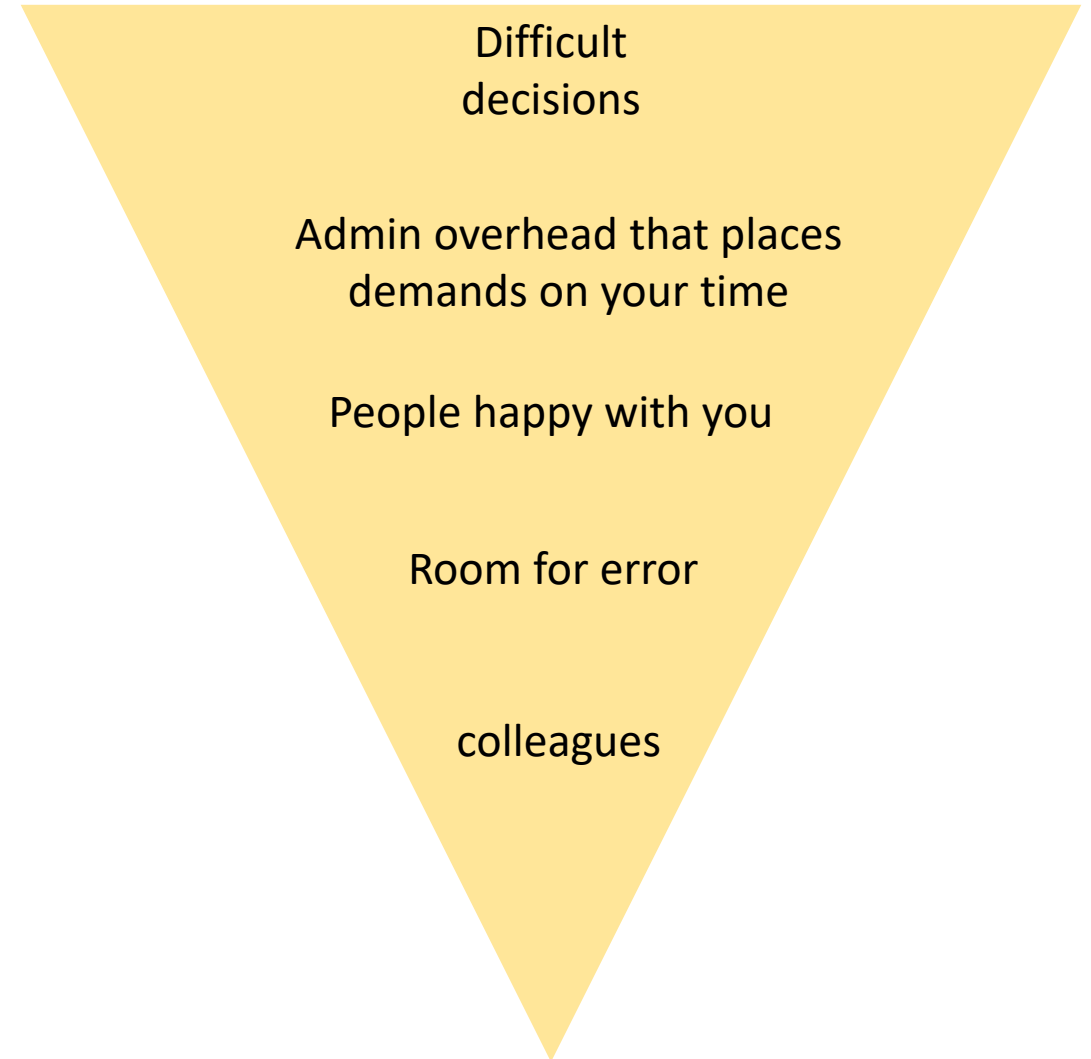 Difficult
decisions
Admin overhead that places
demands on your time
People happy with you
Room for error
colleagues